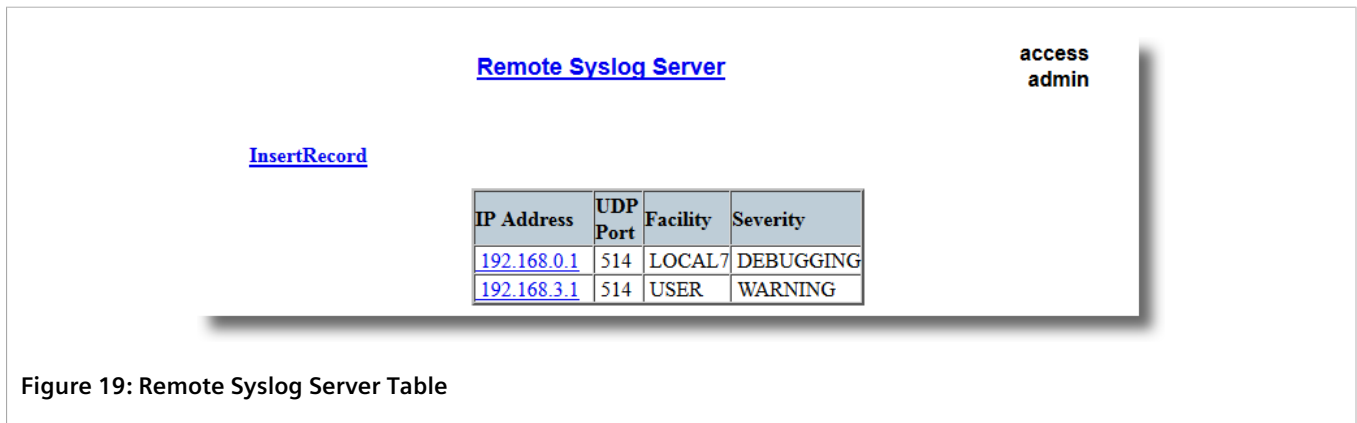 Remote Syslog Server
access
admin
InsertRecord
IP Address UDP Port Facility Severity
192.168.0.1 514 LOCAL7 DEBUGGING
192.168.3.1 514 USER WARNING
Figure 19: Remote Syslog Server Table